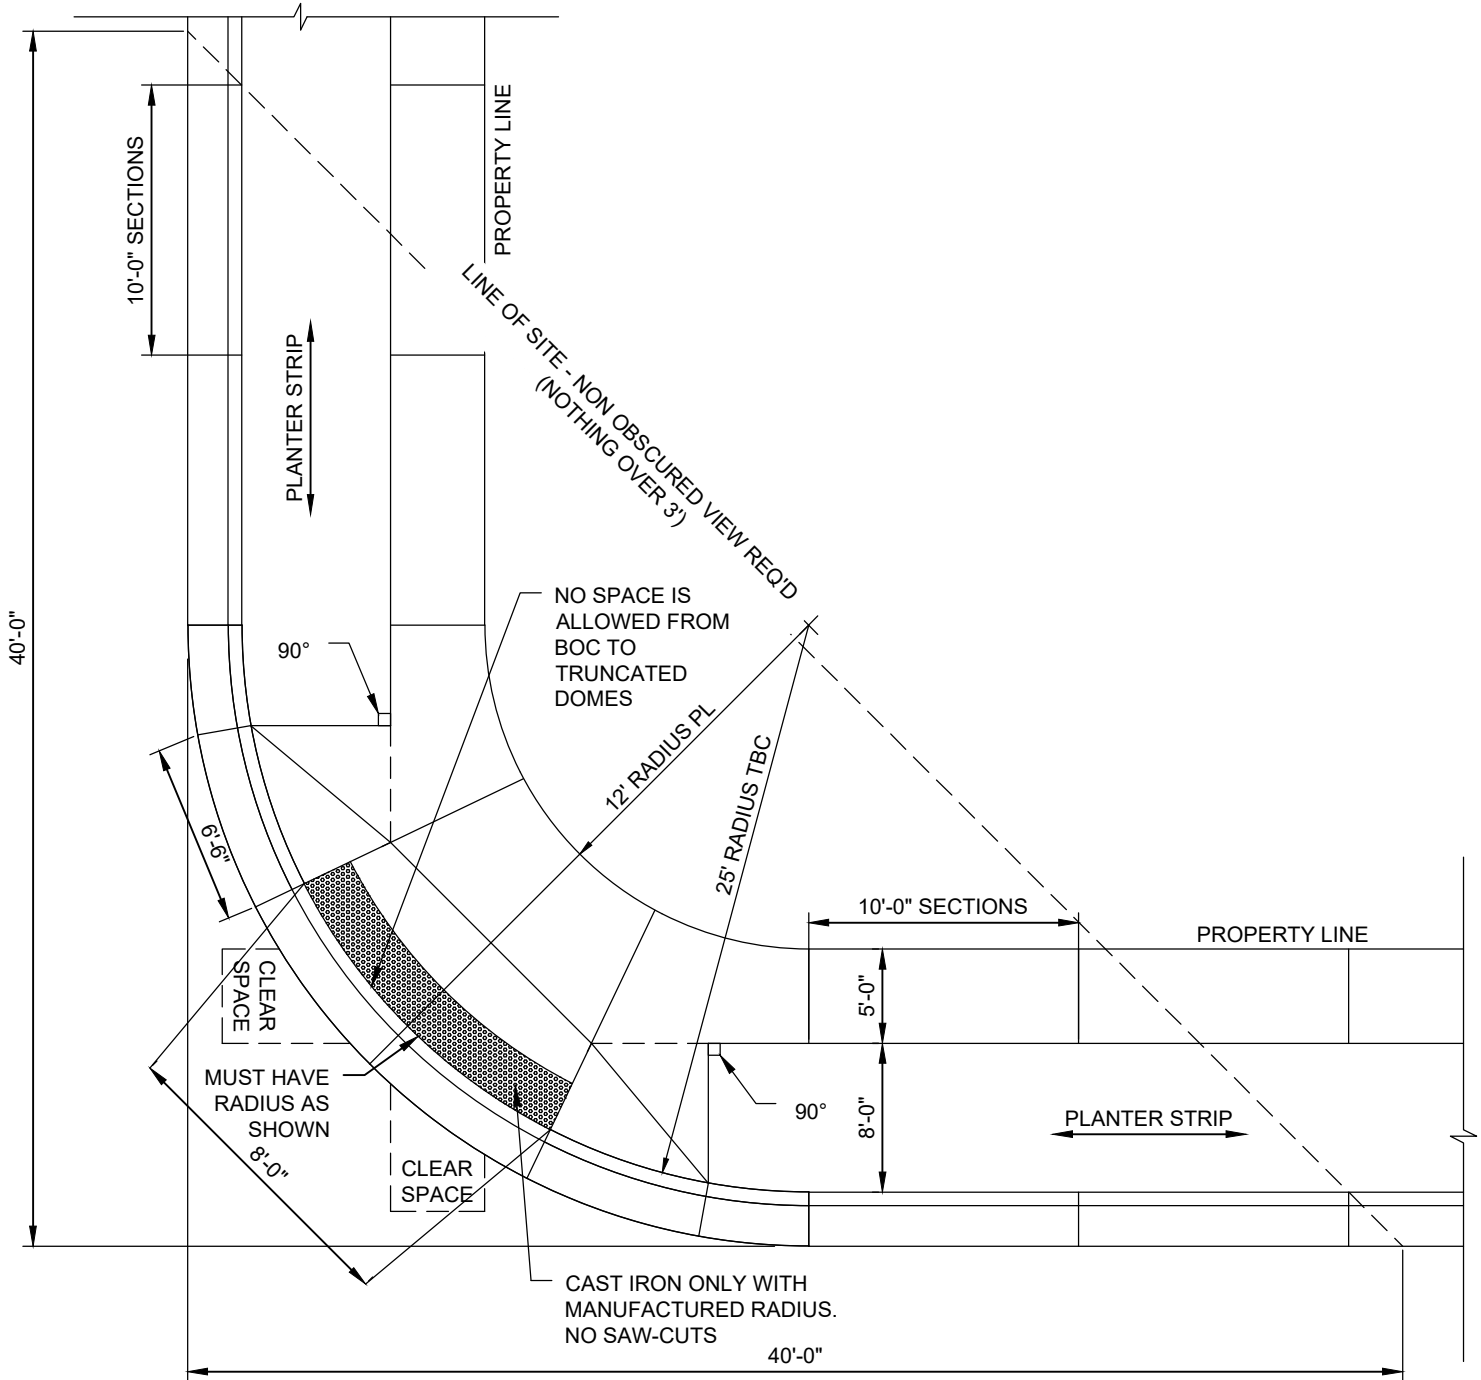 PROPERTY LINE
10'-0" SECTIONS
PLANTER STRIP
LINE OF SITE - NON OBSCURED VIEW REQ'D
(NOTHING OVER 3')
40'-0"
90°
NO SPACE IS
ALLOWED FROM
BOC TO
TRUNCATED
DOMES
12' RADIUS PL
25' RADIUS TBC
6'-6"
10'-0" SECTIONS
PROPERTY LINE
CLEAR
SPACE
5'-0"
MUST HAVE
RADIUS AS
SHOWN
8'-0"
90°
8'-0"
PLANTER STRIP
CLEAR
SPACE
CAST IRON ONLY WITH
MANUFACTURED RADIUS.
NO SAW-CUTS
40'-0"